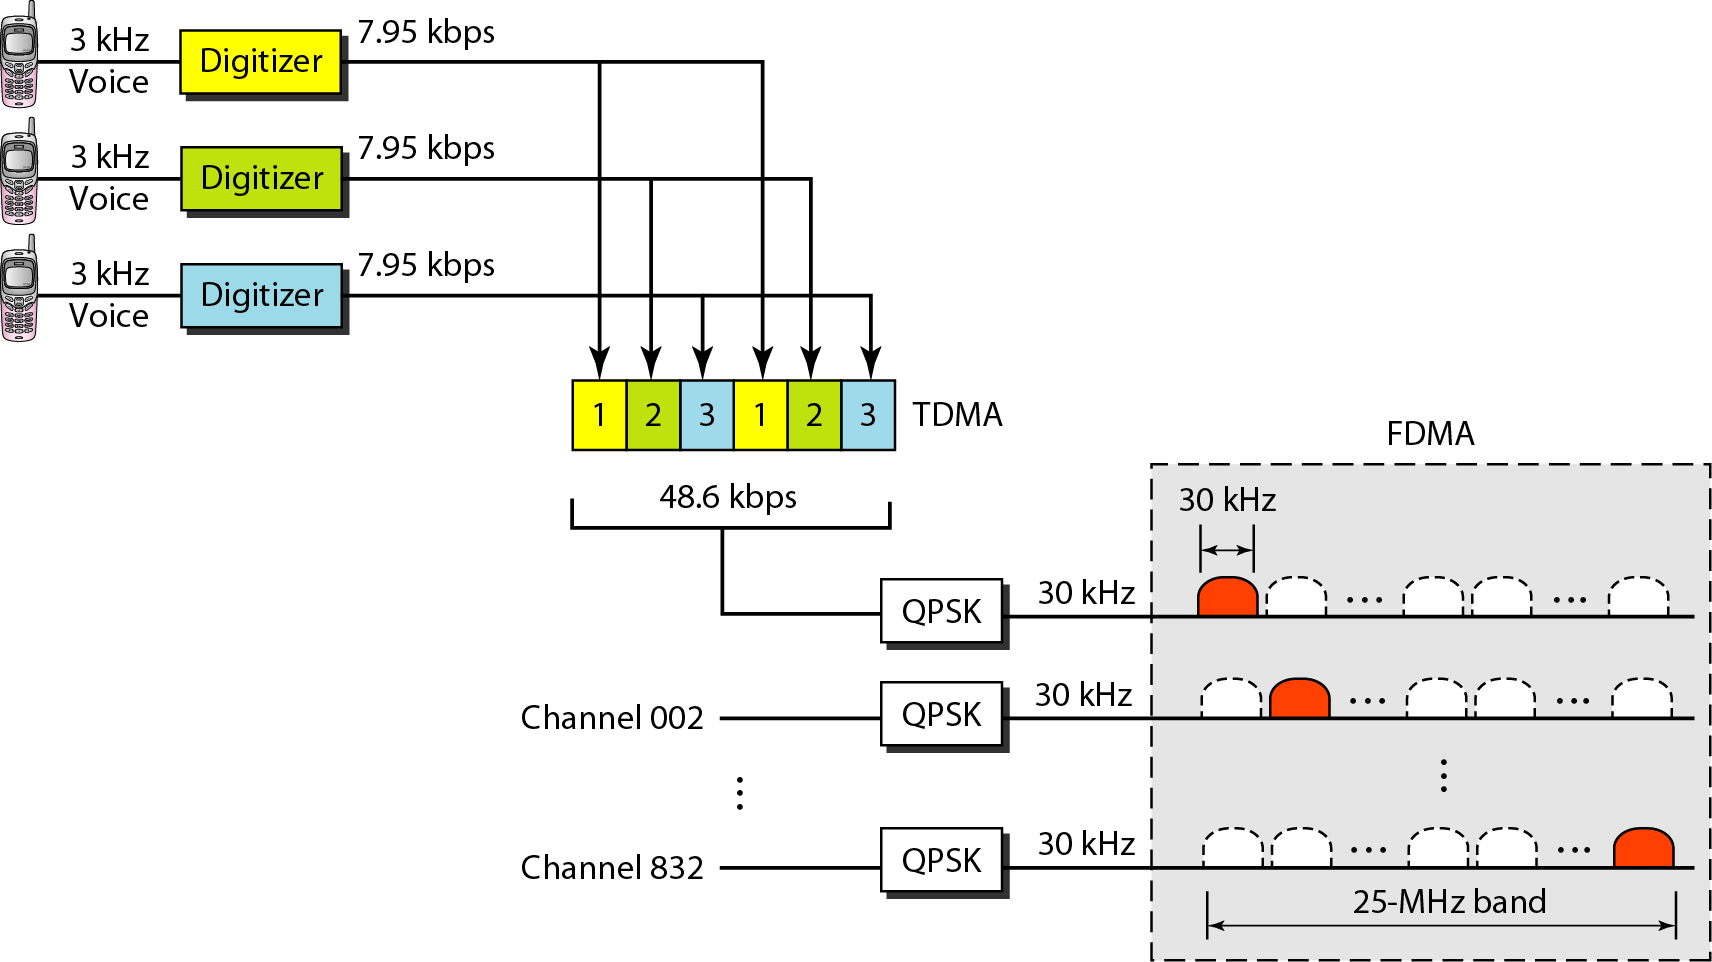 7.95 kbps
3 kHz
Voice
Digitizer
7.95 kbps
3 kHz
Voice
Digitizer
7.95 kbps
3 kHz
Voice
Digitizer
1 2 3 1 2 3 TDMA
48.6 kbps
FDMA
30 kHz
QPSK 30 kHz
Channel 002 QPSK 30 kHz
Channel 832 QPSK 30 kHz
25-MHz band